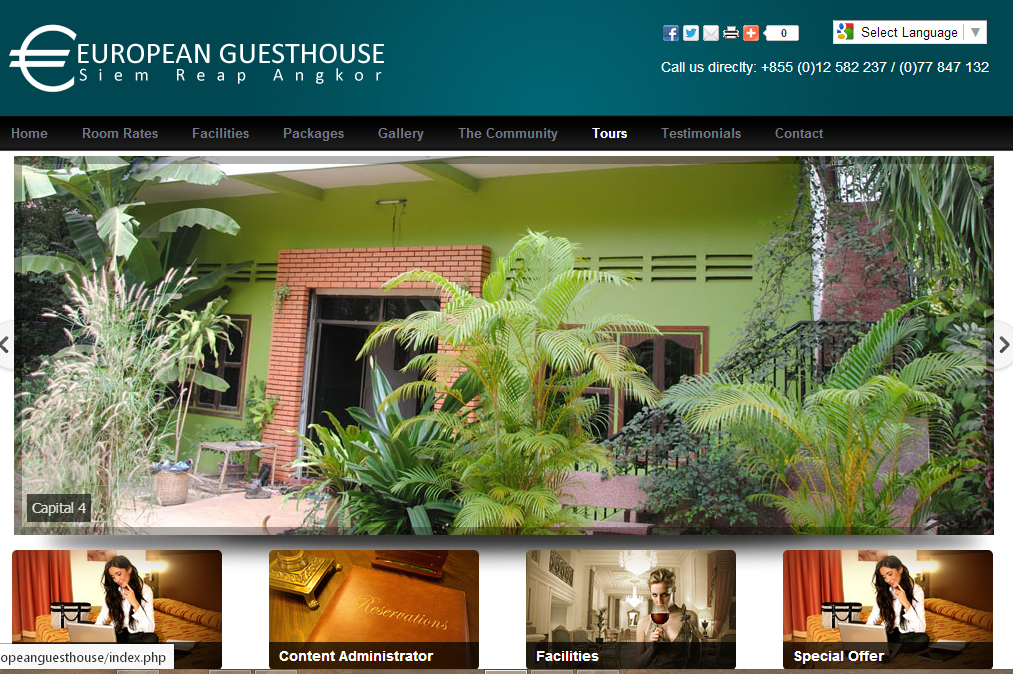 € EUROPEAN GUESTHOUSE
Siem Reap Angkor
0
Select Language ▼
Call us direclty: +855 (0)12 582 237 / (0)77 847 132
Home Room Rates Facilities Packages Gallery The Community Tours Testimonials Contact
Capital 4
Reservations
Content Administrator
Facilities
Special Offer
opeanguesthouse/index.php